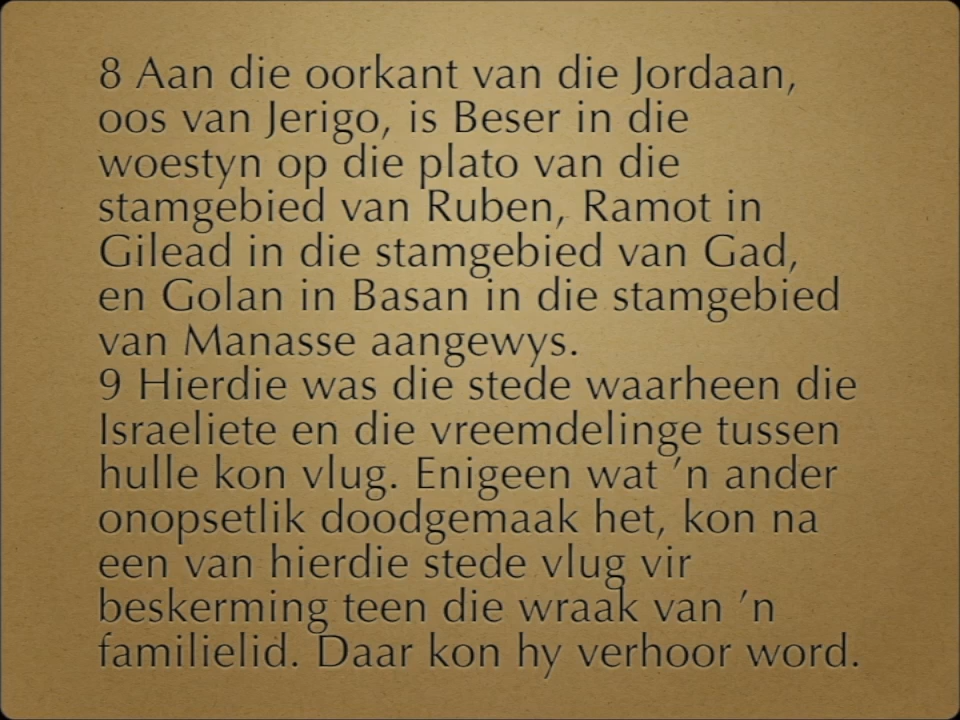 8 Aan die oorkant van die Jordaan,
oos van Jerigo, is Beser in die
woestyn op die plato van die
stamgebied van Ruben, Ramot in
Gilead in die stamgebied van Gad,
en Golan in Basan in die stamgebied
van Manasse aangewys.
9 Hierdie was die stede waarheen die
Israeliete en die vreemdelinge tussen
hulle kon vlug. Enigeen wat ’n ander
onopsetlik doodgemaak het, kon na
een van hierdie stede vlug vir
beskerming teen die wraak van ’n
familielid. Daar kon hy verhoor word.